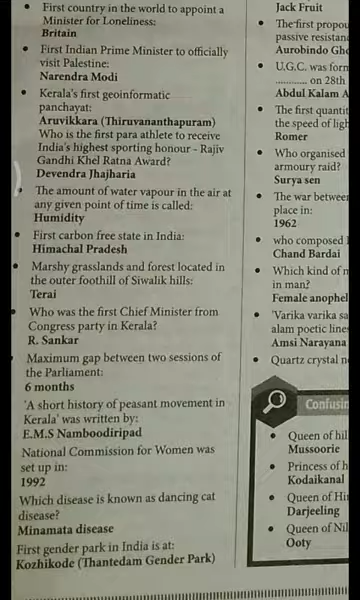 First country in the world to appoint a
Minister for Loneliness:
Britain
First Indian Prime Minister to officially
visit Palestine:
Narendra Modi
Kerala's first geoinformatic
panchayat:
Aruvikkara (Thiruvananthapuram)
Who is the first para athlete to receive
India's highest sporting honour - Rajiv
Gandhi Khel Ratna Award?
Devendra Jhajharia
The amount of water vapour in the air at
any given point of time is called:
Humidity
First carbon free state in India:
Himachal Pradesh
Marshy grasslands and forest located in
the outer foothill of Siwalik hills:
Terai
Who was the first Chief Minister from
Congress party in Kerala?
R. Sankar
Maximum gap between two sessions of
the Parliament:
6 months
'A short history of peasant movement in
Kerala' was written by:
E.M.S Namboodiripad
National Commission for Women was
set up in:
1992
Which disease is known as dancing cat
disease?
Minamata disease
First gender park in India is at:
Kozhikode (Thantedam Gender Park)
Jack Fruit
The first
passive
Aurobindo
U.G.C. was
............ on 28th
Abdul Kalam
The first
the speed of
Romer
Who organised
armoury raid?
Surya sen
The war
place in:
1962
who composed
Chand Bardai
Which kind of
in man?
Female
'Varika varika
alam poetic
Amsi Narayana
Quartz crystal
Queen of
Mussoorie
Princess of
Kodaikanal
Queen of
Darjeeling
Queen of
Ooty